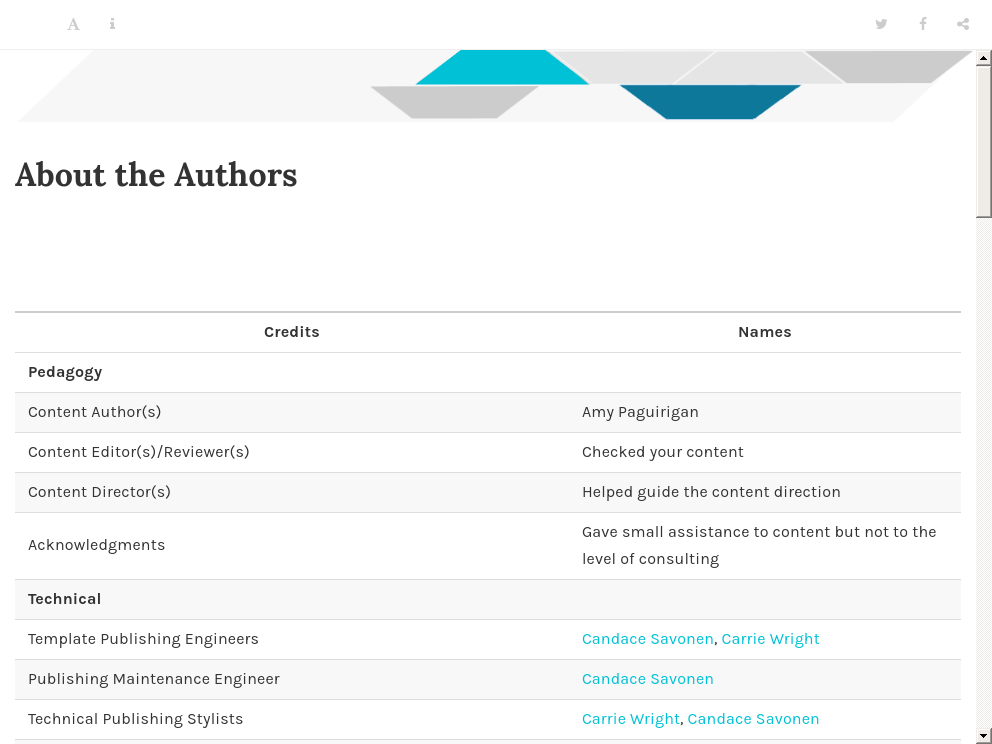 A i
About the Authors
Credits Names
Pedagogy
Content Author(s) Amy Paguirigan
Content Editor(s)/Reviewer(s) Checked your content
Content Director(s) Helped guide the content direction
Acknowledgments Gave small assistance to content but not to the
level of consulting
Technical
Template Publishing Engineers Candace Savonen, Carrie Wright
Publishing Maintenance Engineer Candace Savonen
Technical Publishing Stylists Carrie Wright, Candace Savonen